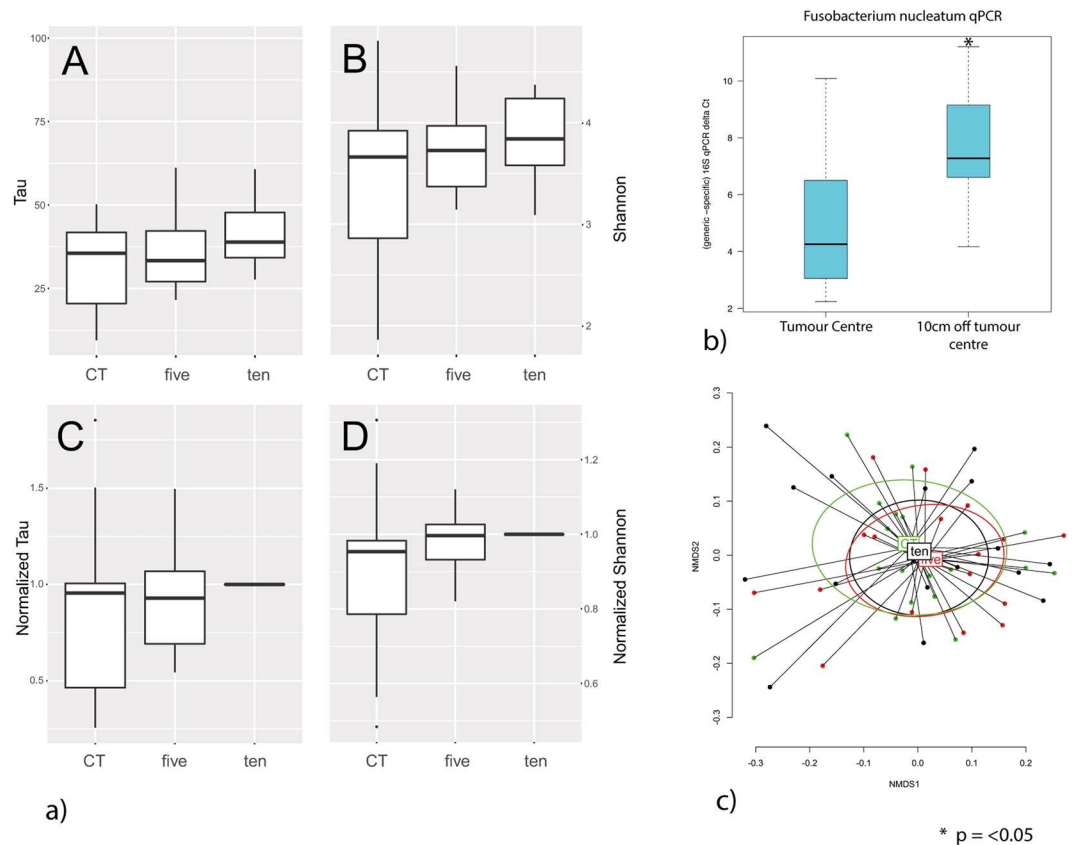 A
100
75
50
25
Tau
CT
five
ten
B
4
3
2
Shannon
CT
five
ten
C
1.5
1.0
0.5
Normalized Tau
CT
five
ten
D
1.2
1.0
0.8
0.6
Normalized Shannon
CT
five
ten
a)
Fusobacterium nucleatum qPCR
*
10
8
6
4
2
(generic -specific) 16S qPCR delta Ct
Tumour Centre
10cm off tumour
centre
b)
0.3
0.2
0.1
0.0
-0.1
-0.2
-0.3
NMDS2
CT
five
ten
-0.3
-0.2
-0.1
0.0
0.1
0.2
NMDS1
c)
* p = <0.05